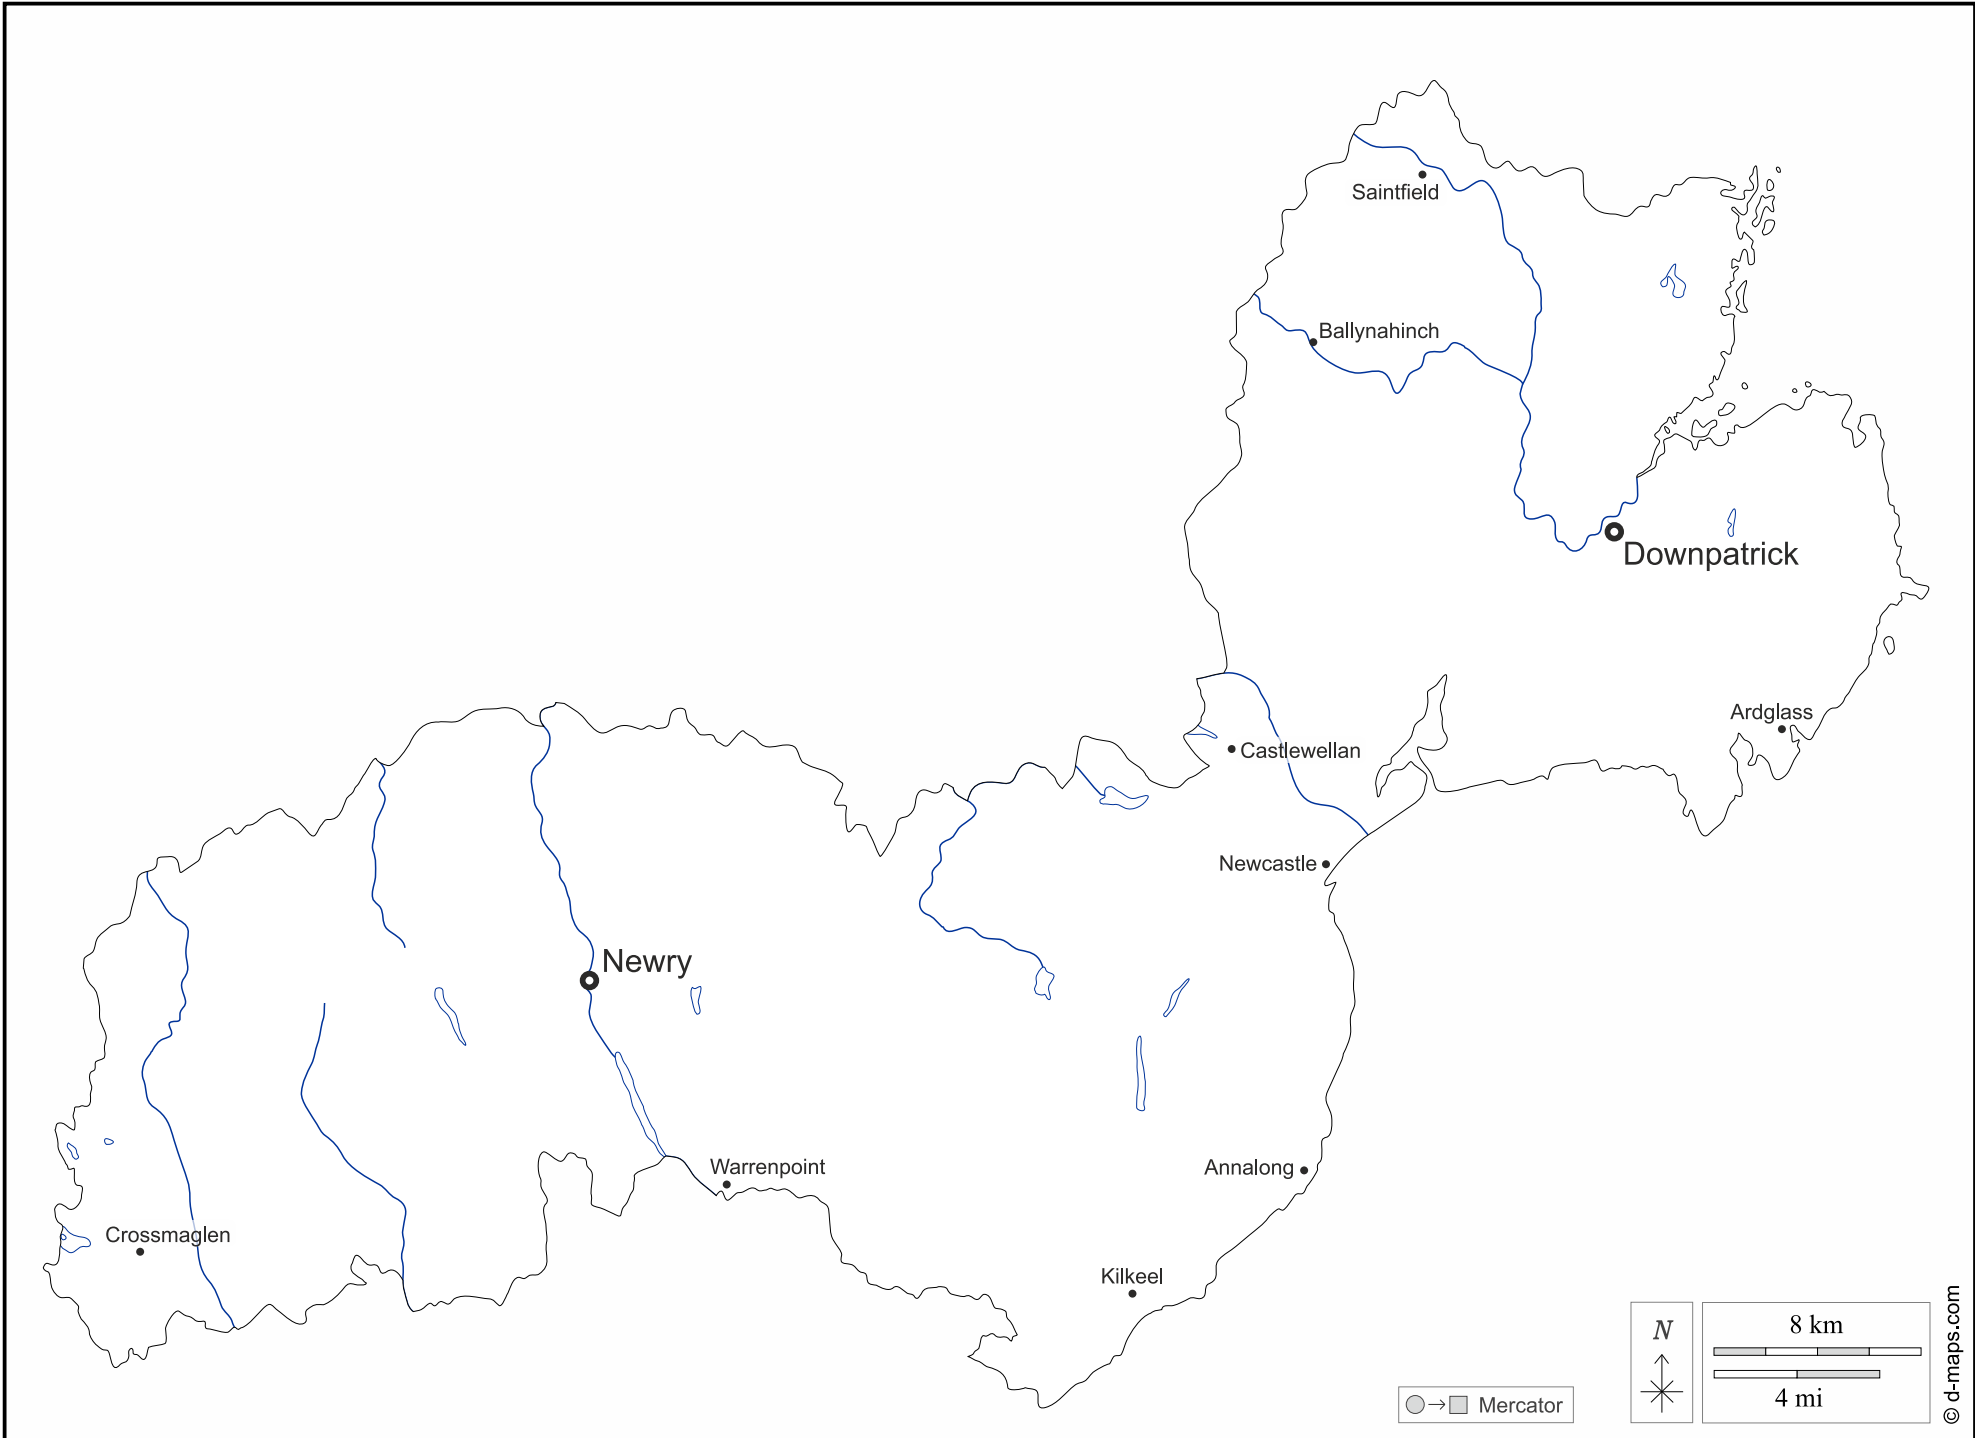 Saintfield
Ballynahinch
Downpatrick
Ardglass
Castlewellan
Newcastle
Newry
Warrenpoint
Annalong
Crossmaglen
Kilkeel
N
8 km
4 mi
Mercator
© d-maps.com